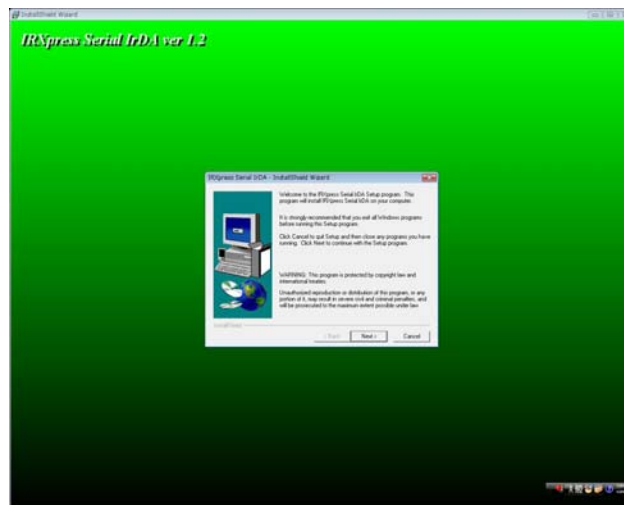 InstallShield Wizard
IRXpress Serial IrDA ver 1.2
IRXpress Serial IrDA - InstallShield Wizard
Welcome to the IRXpress Serial IrDA Setup program. This
program will install IRXpress Serial IrDA on your computer.
It is strongly recommended that you exit all Windows programs
before running this Setup program.
Click Cancel to quit Setup and then close any programs you have
running. Click Next to continue with the Setup program.
WARNING: This program is protected by copyright law and
international treaties.
Unauthorized reproduction or distribution of this program, or any
portion of it, may result in severe civil and criminal penalties, and
will be prosecuted to the maximum extent possible under law.
InstallShield
< Back
Next >
Cancel